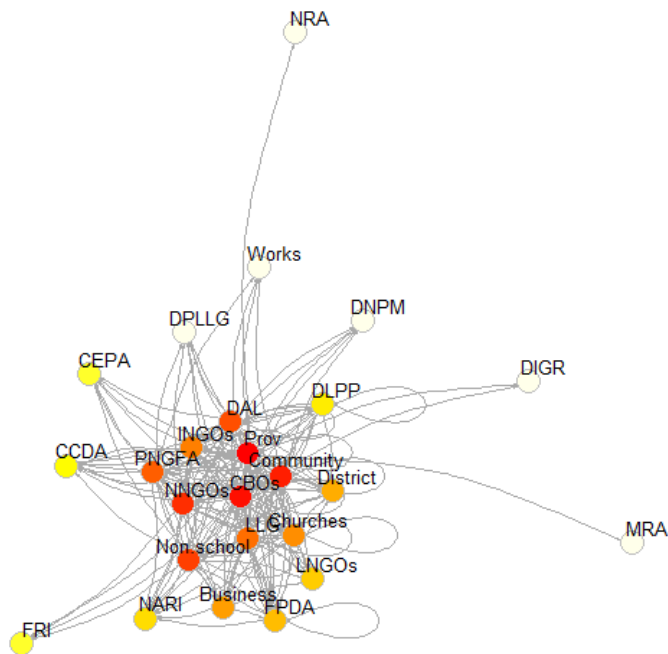 NRA
Works
DPLLG
DNPM
CEPA
DIGR
DLPP
DAL
INGOs
Prov
CCDA
PNGFA
Community
District
NNGOs
CBOs
LLG
Churches
MRA
Non.school
LNGOs
Business
NARI
FPDA
FRI